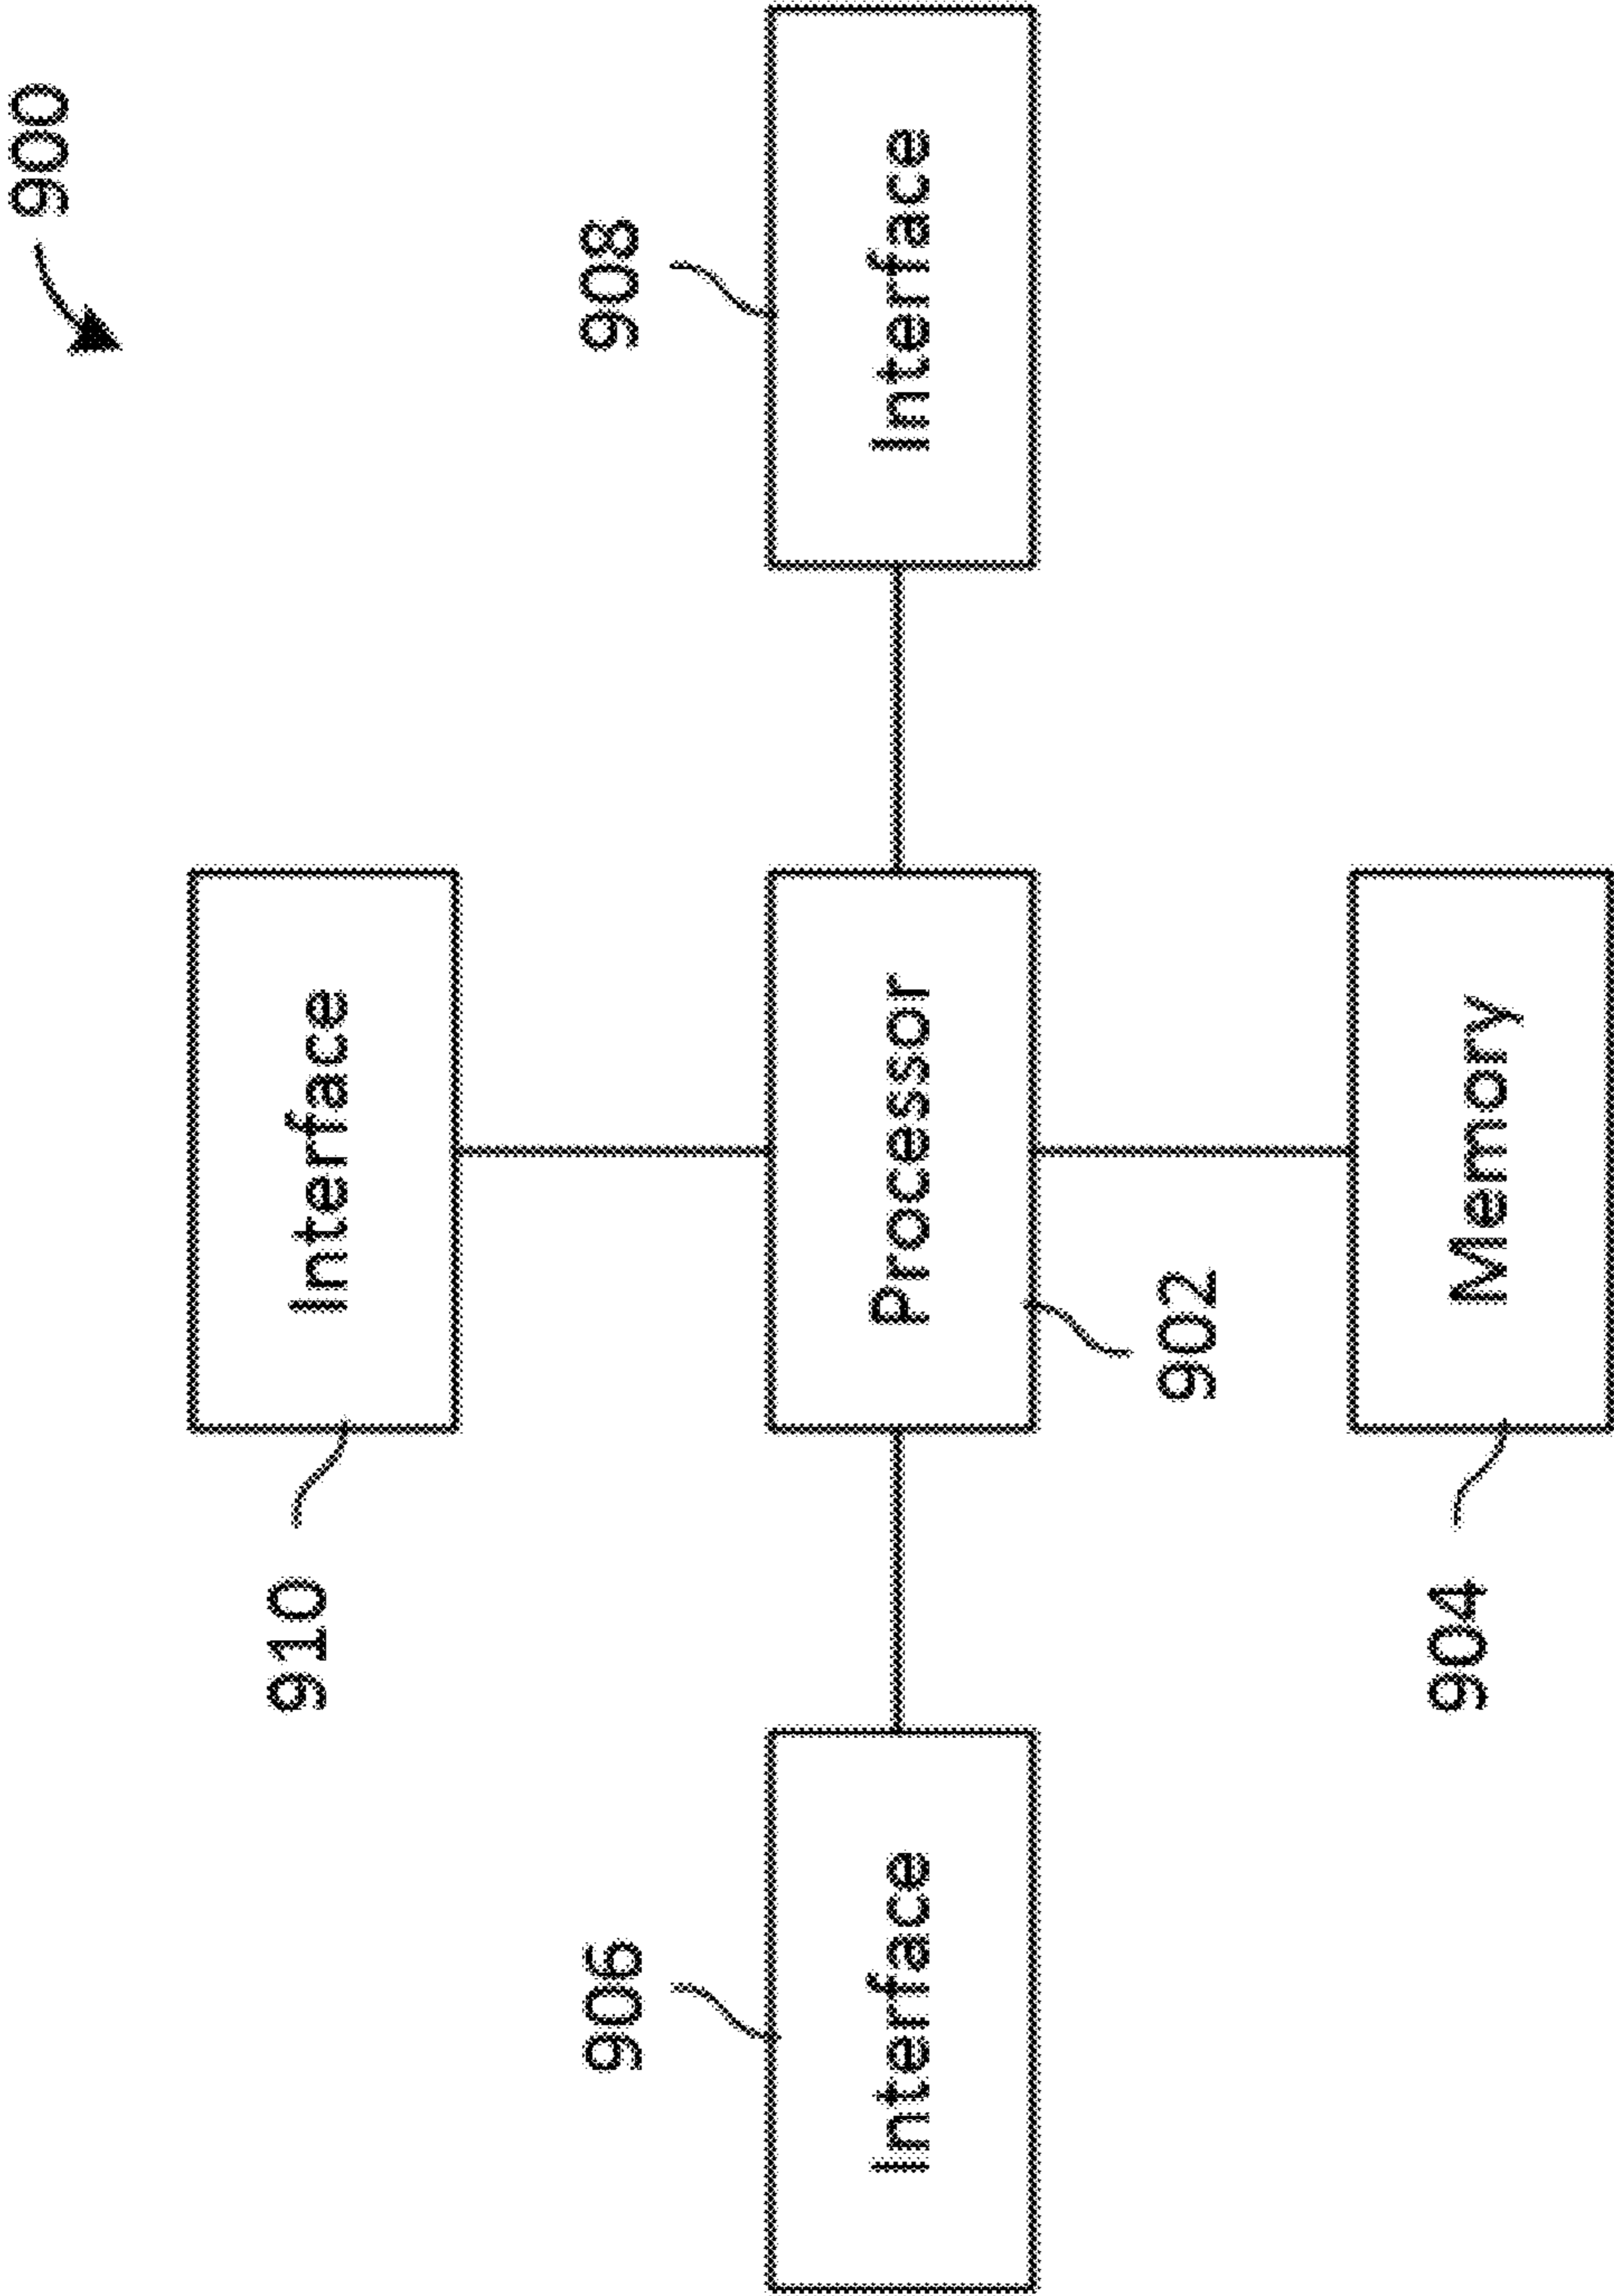 900
910
Interface
906
908
Interface
Processor
Interface
902
904
Memory